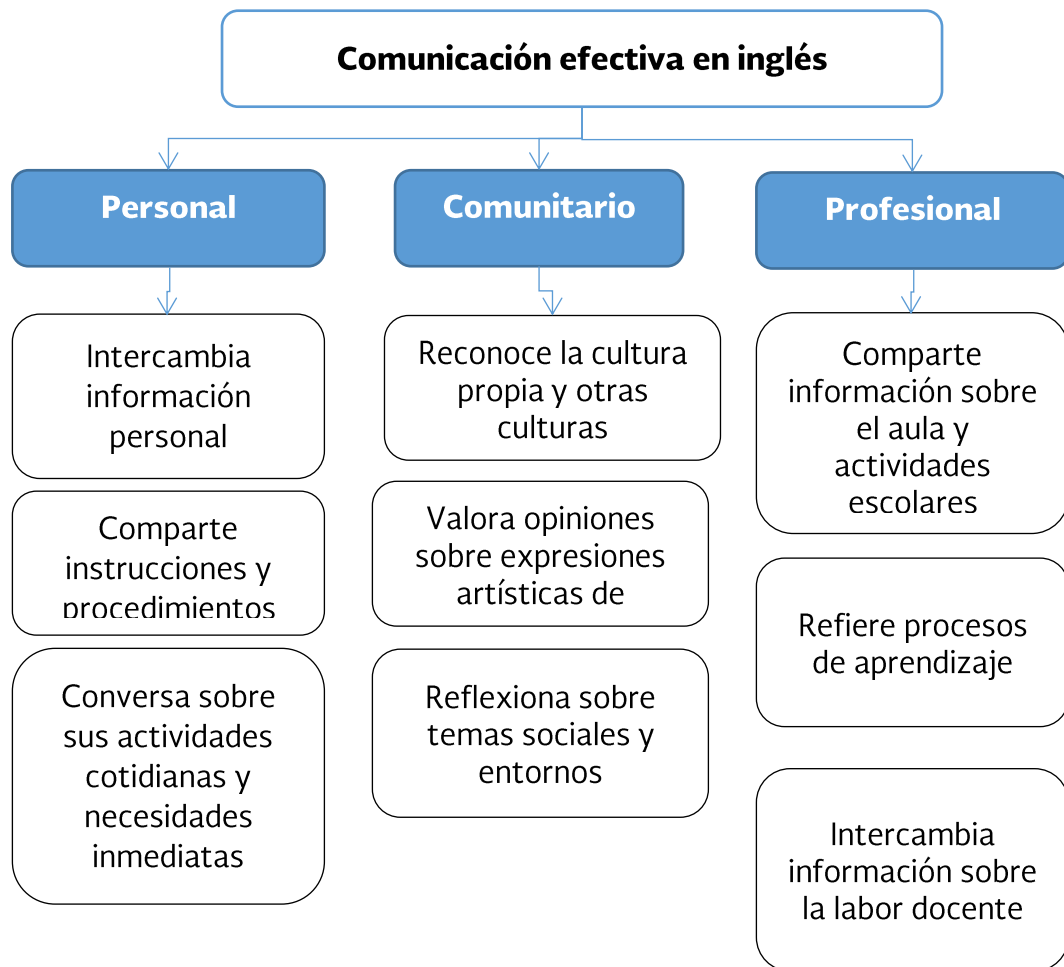 Comunicación efectiva en inglés
Personal
Comunitario
Profesional
Intercambia
información
personal
Comparte
instrucciones y
procedimientos
Conversa sobre
sus actividades
cotidianas y
necesidades
inmediatas
Reconoce la cultura
propia y otras
culturas
Valora opiniones
sobre expresiones
artísticas de
Reflexiona sobre
temas sociales y
entornos
Comparte
información sobre
el aula y
actividades
escolares
Refiere procesos
de aprendizaje
Intercambia
información sobre
la labor docente